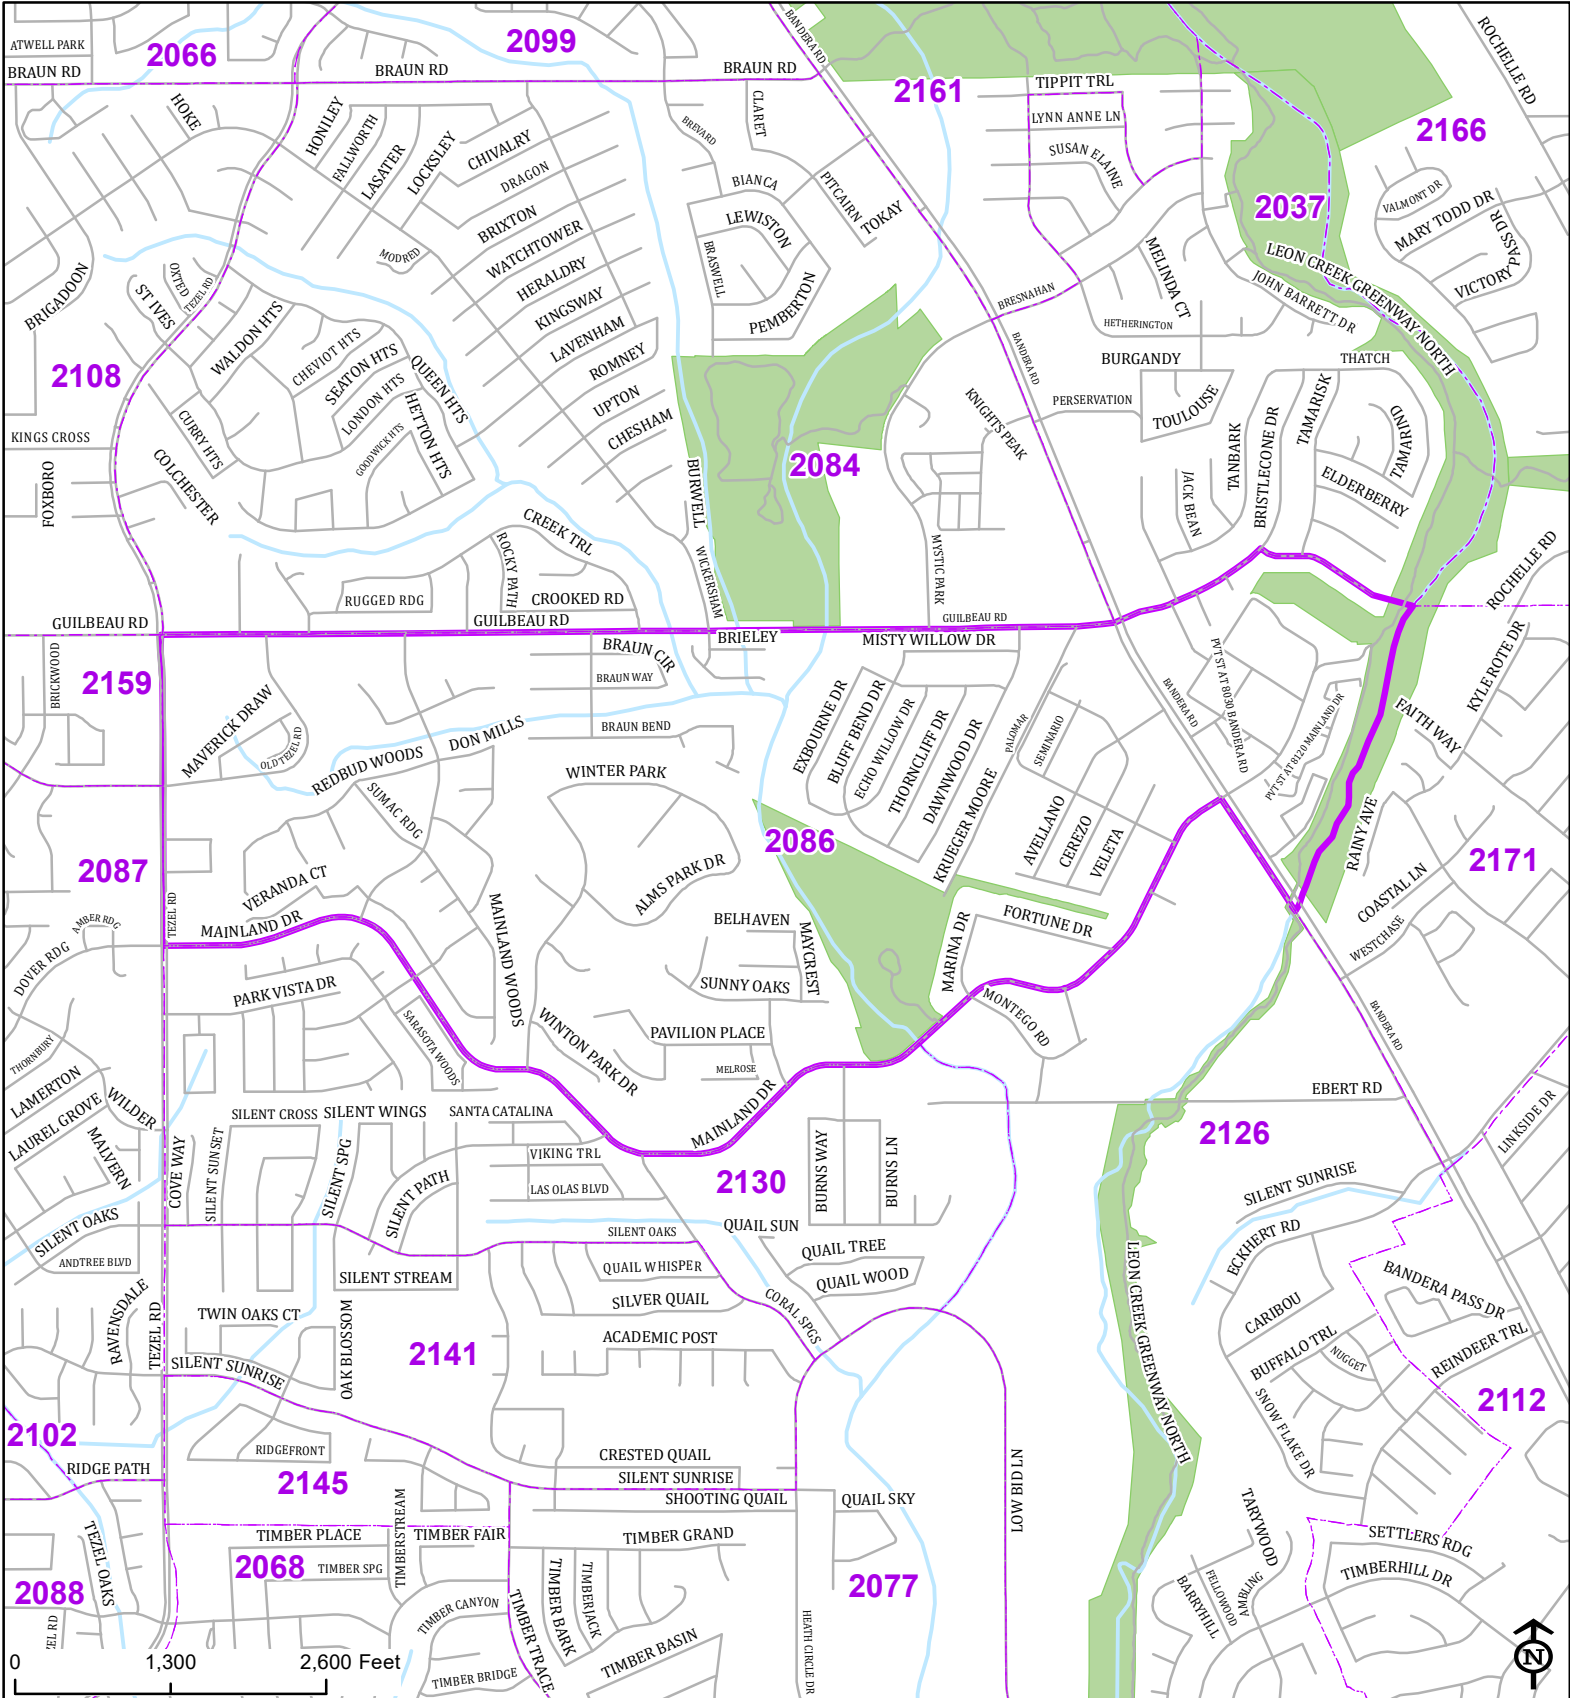 ATWELL PARK
2066
2099
BANDERA RD
ROCHELLE RD
BRAUN RD
BRAUN RD
BRAUN RD
2161
TIPPIT TRL
2166
HOKE
HONILEY
FALLWORTH
LASATER
LOCKSLEY
CHIVALRY
DRAGON
BREVARD
CLARET
LYNN ANNE LN
SUSAN ELAINE
2037
VALMONT DR
MARY TODD DR
VICTORY
PASS DR
BIANCA
LEWISTON
PITCAIRN
TOKAY
BRIXTON
WATCHTOWER
MODRED
HERALDRY
KINGSWAY
BRASWELL
PEMBERTON
MELINDA CT
LEON CREEK GREENWAY NORTH
JOHN BARRETT DR
BRIGADOON
OXTED
ST IVES
TEZEL RD
BRESNAHAN
HETHERINGTON
WALDON HTS
LAVENHAM
ROMNEY
UPTON
CHESHAM
BANDERA RD
BURGANDY
THATCH
2108
CHEVIOT HTS
SEATON HTS
LONDON HTS
QUEEN HTS
HETTON HTS
GOODWICK HTS
KNIGHTS PEAK
PERSERVATION
TOULOUSE
TANBARK
BRISTLECONE DR
TAMARISK
TAMARIND
KINGS CROSS
CURRY HTS
COLCHESTER
FOXBORO
2084
BURWELL
JACK BEAN
ELDERBERRY
CREEK TRL
ROCKY PATH
WICKERSHAM
MYSTIC PARK
ROCHELLE RD
RUGGED RDG
CROOKED RD
GUILBEAU RD
GUILBEAU RD
GUILBEAU RD
BRIELEY
MISTY WILLOW DR
BRAUN CIR
BRAUN WAY
BRICKWOOD
2159
MAVERICK DRAW
OLD TEZEL RD
REDBUD WOODS
DON MILLS
BRAUN BEND
EXBOURNE DR
BLUFF BEND DR
ECHO WILLOW DR
THORNCLIFF DR
DAWNWOOD DR
PALOMAR
SEMINARIO
BANDERA RD
PVT ST AT 8030 BANDERA RD
PVT ST AT 8120 MAINLAND DR
FAITH WAY
KYLE ROTE DR
WINTER PARK
SUMAC RDG
2086
KRUEGER MOORE
AVELLANO
CEREZO
VELETA
RAINY AVE
2171
2087
VERANDA CT
ALMS PARK DR
COASTAL LN
WESTCHASE
TEZEL RD
AMBER RDG
DOVER RDG
MAINLAND DR
MAINLAND WOODS
BELHAVEN
MAYCREST
MARINA DR
FORTUNE DR
PARK VISTA DR
SUNNY OAKS
MONTEGO RD
BANDERA RD
SARASOTA WOODS
WINTON PARK DR
PAVILION PLACE
MELROSE
THORNBURY
LAMERTON
LAUREL GROVE
WILDER
MALVERN
EBERT RD
LINKSIDE DR
SILENT CROSS
SILENT WINGS
SANTA CATALINA
MAINLAND DR
2126
COVE WAY
SILENT SUNSET
SILENT SPG
SILENT PATH
VIKING TRL
LAS OLAS BLVD
2130
BURNS WAY
BURNS LN
SILENT SUNRISE
ECKHERT RD
SILENT OAKS
ANDTREE BLVD
SILENT OAKS
QUAIL SUN
QUAIL TREE
QUAIL WOOD
SILENT STREAM
QUAIL WHISPER
SILVER QUAIL
CORAL SPGS
LEON CREEK GREENWAY NORTH
BANDERA PASS DR
CARIBOU
BUFFALO TRL
NUGGET
REINDEER TRL
RAVENSDALE
TEZEL RD
TWIN OAKS CT
OAK BLOSSOM
SILENT SUNRISE
ACADEMIC POST
2141
SNOW FLAKE DR
2112
2102
RIDGEFRONT
RIDGE PATH
2145
CRESTED QUAIL
SILENT SUNRISE
SHOOTING QUAIL
QUAIL SKY
LOW BID LN
TARYWOOD
TIMBER PLACE
TIMBERSTREAM
TIMBER FAIR
TIMBER GRAND
SETTLERS RDG
TIMBERHILL DR
2088
TEZEL OAKS
2068
TIMBER SPG
TIMBER BARK
TIMBERJACK
2077
BARRYHILL
FELLOWOOD
AMBLING
TIMBER CANYON
TIMBER TRACE
TIMBER BASIN
TIMBER BRIDGE
HEATH CIRCLE DR
ZEL RD
0
1,300
2,600 Feet
N